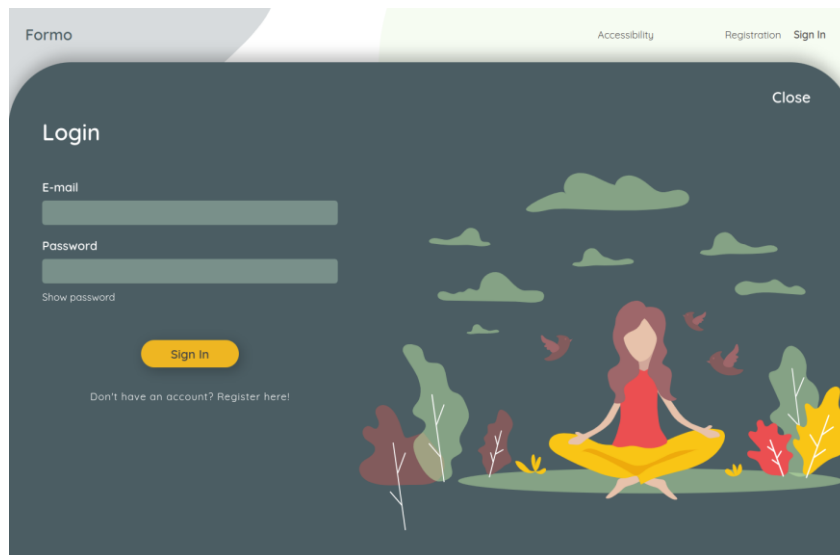 Formo
Accessibility Registration Sign In
Close
Login
E-mail
Password
Show password
Sign In
Don't have an account? Register here!